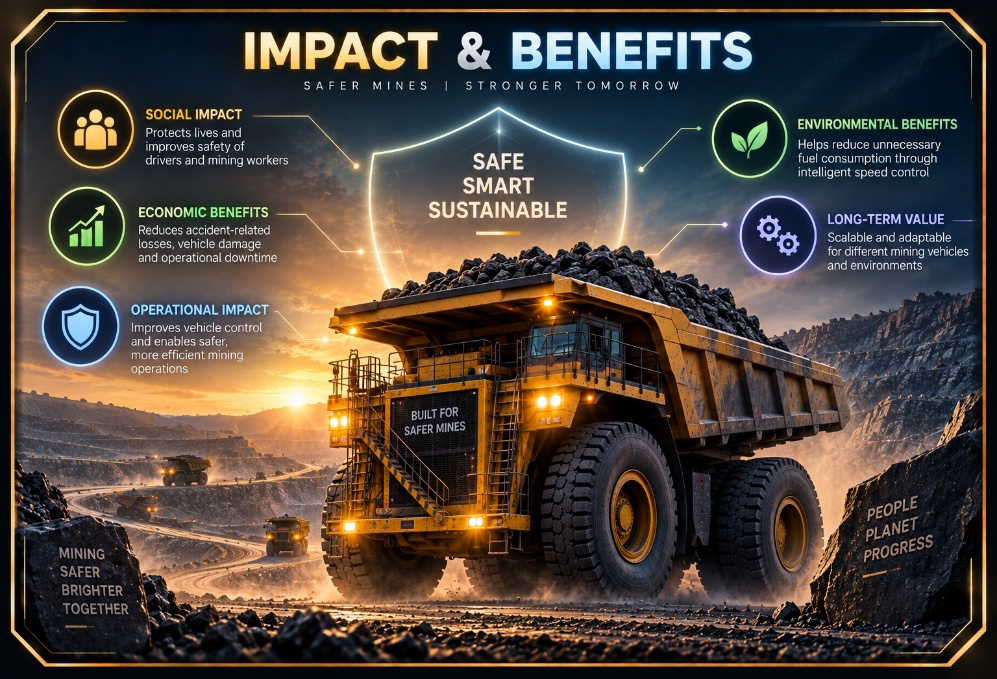 IMPACT & BENEFITS
SAFER MINES | STRONGER TOMORROW
SOCIAL IMPACT
Protects lives and
improves safety of
drivers and mining workers
ECONOMIC BENEFITS
Reduces accident-related
losses, vehicle damage
and operational downtime
OPERATIONAL IMPACT
Improves vehicle control
and enables safer,
more efficient mining
operations
SAFE
SMART
SUSTAINABLE
ENVIRONMENTAL BENEFITS
Helps reduce unnecessary
fuel consumption through
intelligent speed control
LONG-TERM VALUE
Scalable and adaptable
for different mining vehicles
and environments
BUILT FOR
SAFER MINES
MINING
SAFER
BRIGHTER
TOGETHER
PEOPLE
PLANET
PROGRESS